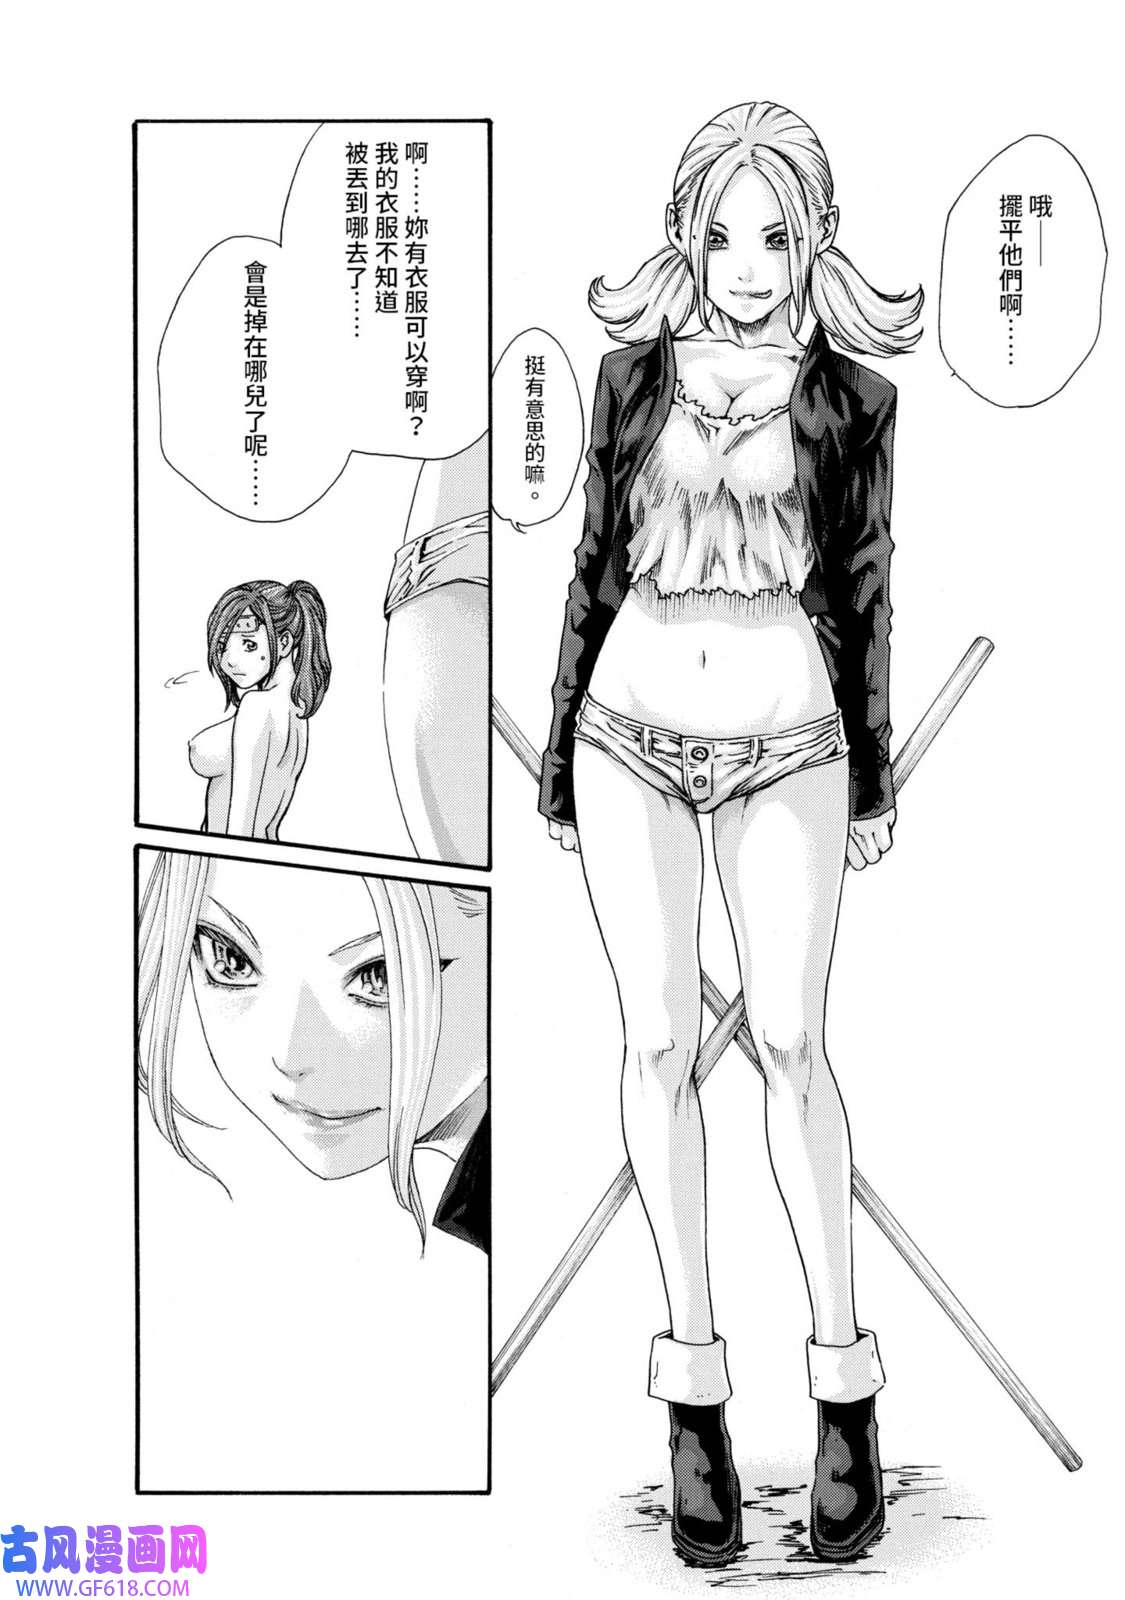 哦——
擺平他們啊……
挺有意思的嘛。
啊……妳有衣服可以穿啊？
我的衣服不知道
被丟到哪去了……
會是掉在哪兒了呢……
古风漫画网
WWW.GF618.COM